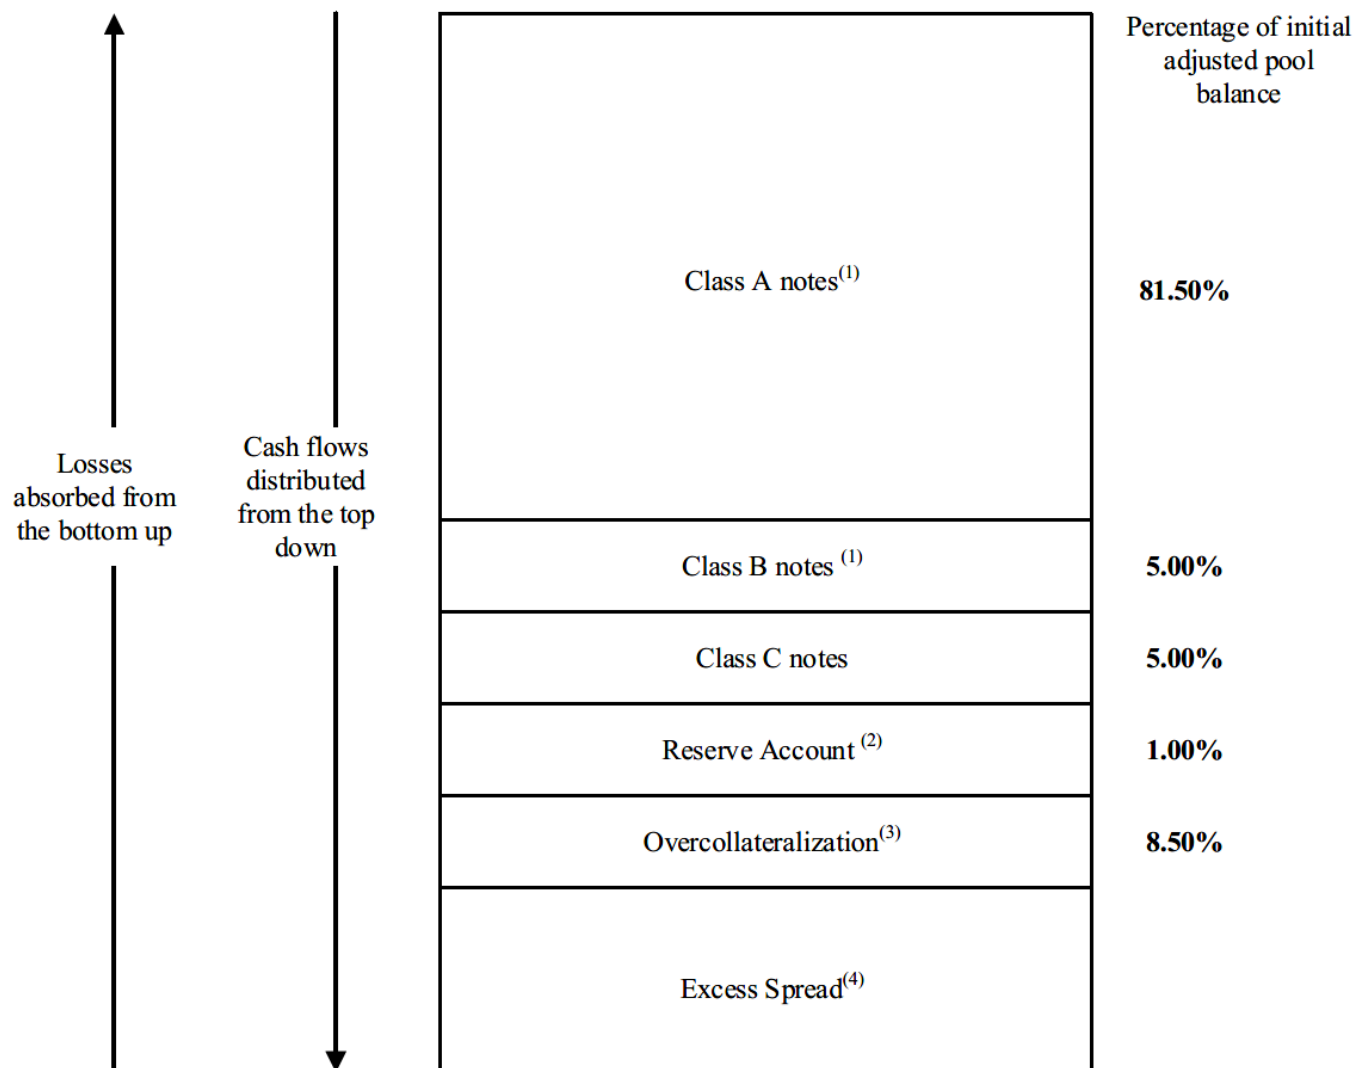 Percentage of initial
adjusted pool
balance
Class A notes(1)
81.50%
Losses
absorbed from
the bottom up
Cash flows
distributed
from the top
down
Class B notes (1)
5.00%
Class C notes
5.00%
Reserve Account (2)
1.00%
Overcollateralization(3)
8.50%
Excess Spread(4)